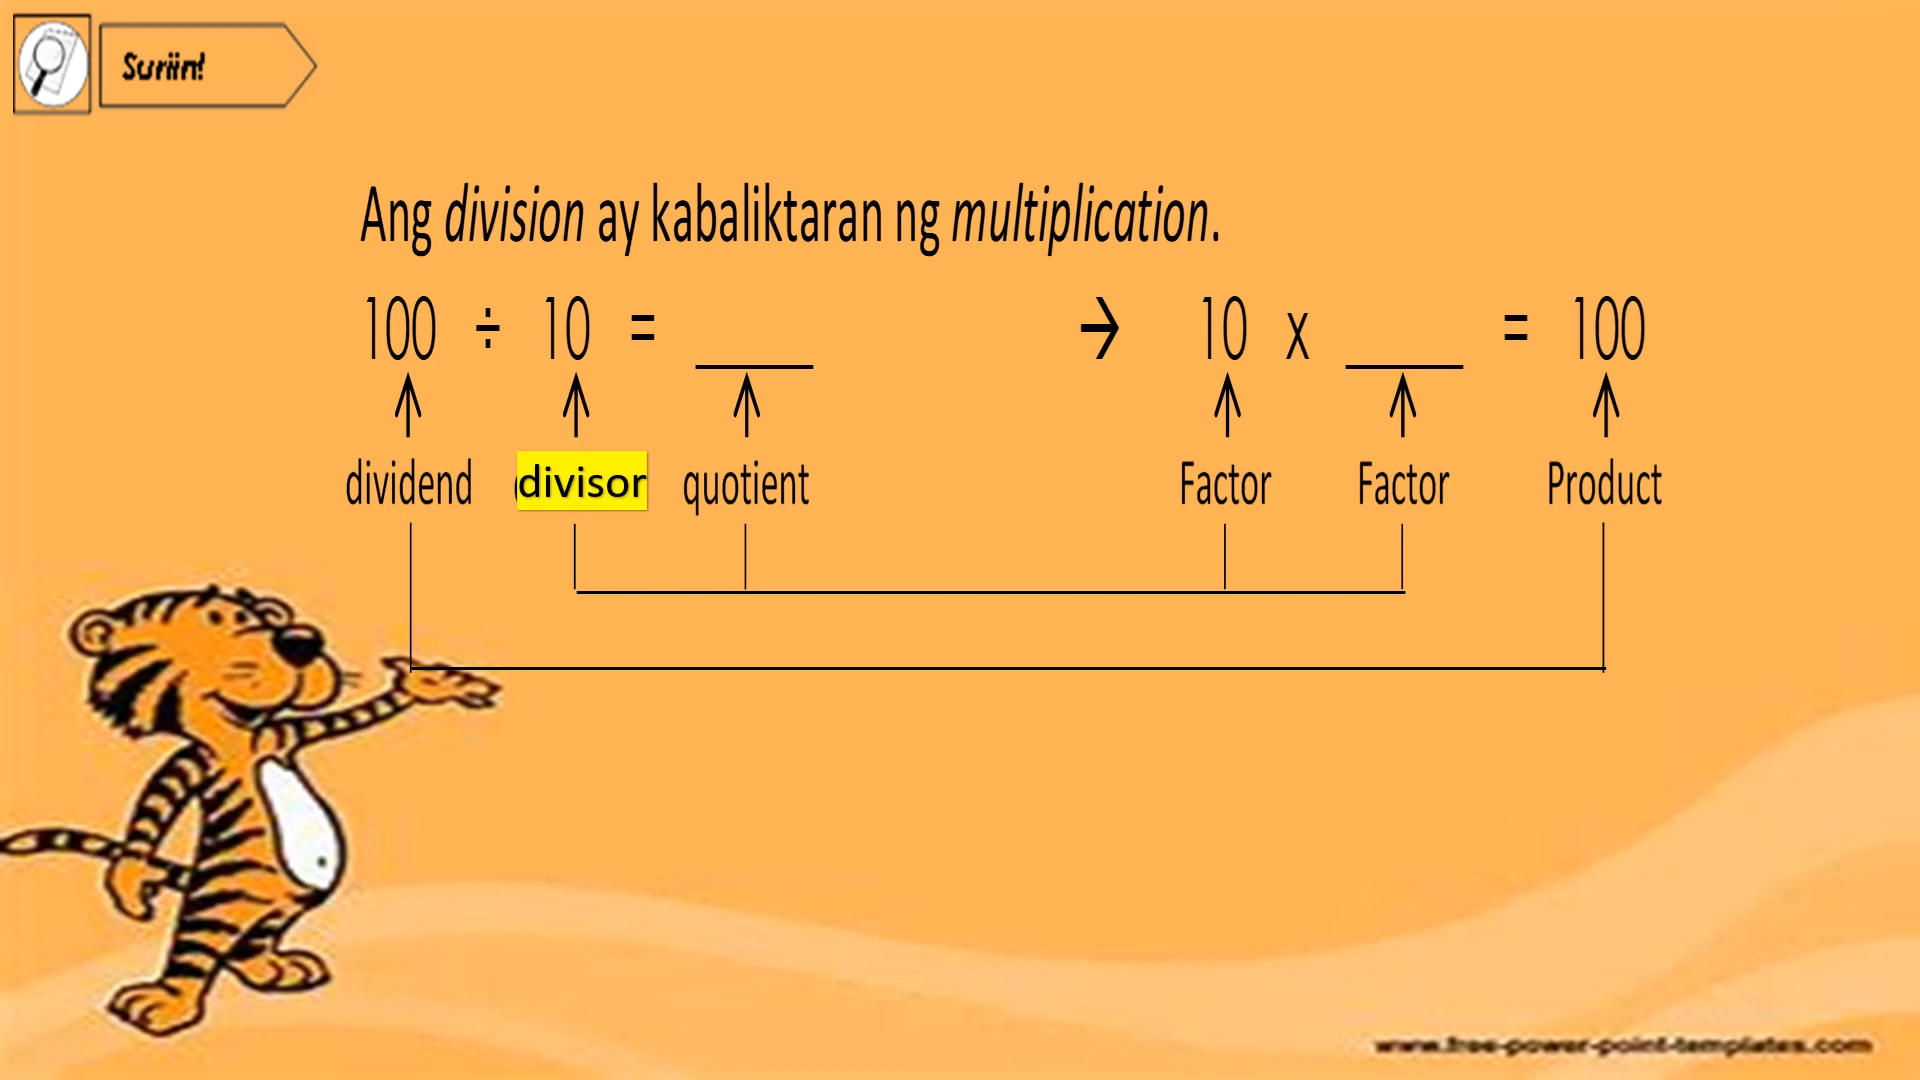 Suriin!
Ang division ay kabaliktaran ng multiplication.
100 ÷ 10 = ____ → 10 x ____ = 100
dividend divisor quotient Factor Factor Product
www.free-power-point-templates.com